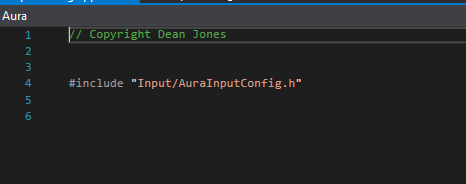 Aura
1 // Copyright Dean Jones
2
3
4 #include "Input/AuraInputConfig.h"
5
6